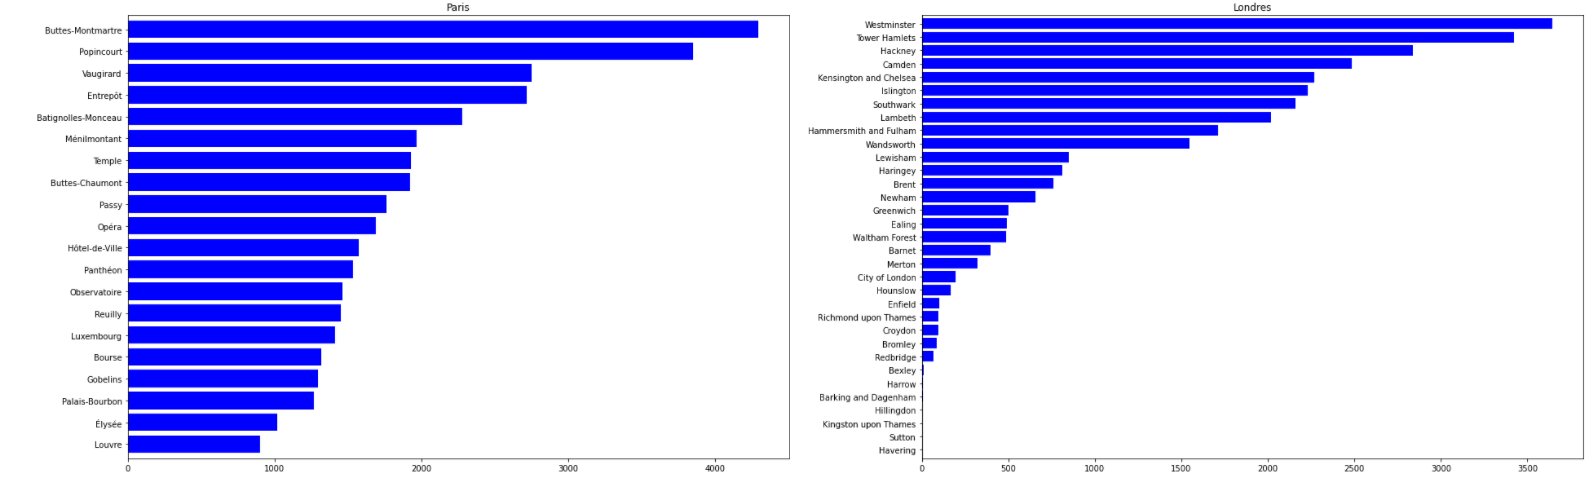 Paris
Buttes-Montmartre
Popincourt
Vaugirard
Entrepôt
Batignolles-Monceau
Ménilmontant
Temple
Buttes-Chaumont
Passy
Opéra
Hôtel-de-Ville
Panthéon
Observatoire
Reuilly
Luxembourg
Bourse
Gobelins
Palais-Bourbon
Élysée
Louvre
0 1000 2000 3000 4000
Londres
Westminster
Tower Hamlets
Hackney
Camden
Kensington and Chelsea
Islington
Southwark
Lambeth
Hammersmith and Fulham
Wandsworth
Lewisham
Haringey
Brent
Newham
Greenwich
Ealing
Waltham Forest
Barnet
Merton
City of London
Hounslow
Enfield
Richmond upon Thames
Croydon
Bromley
Redbridge
Bexley
Harrow
Barking and Dagenham
Hillingdon
Kingston upon Thames
Sutton
Havering
0 500 1000 1500 2000 2500 3000 3500